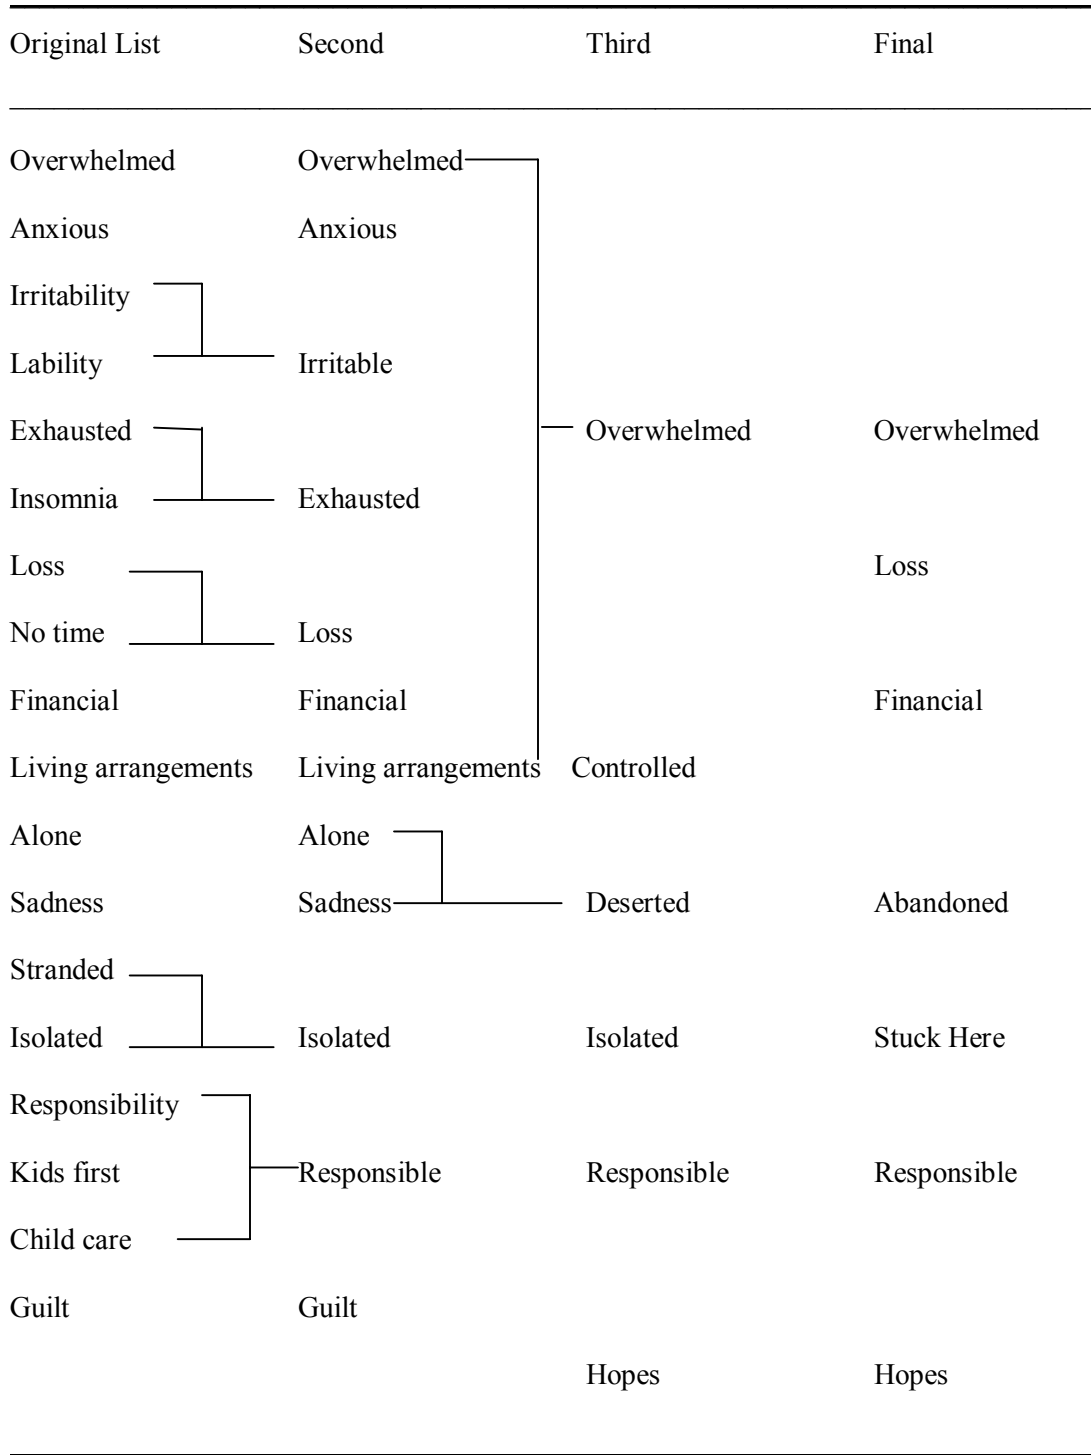 Original List Second Third Final
Overwhelmed Overwhelmed
Anxious Anxious
Irritability
Lability Irritable
Exhausted Overwhelmed Overwhelmed
Insomnia Exhausted
Loss Loss
No time Loss
Financial Financial Financial
Living arrangements Living arrangements Controlled
Alone Alone
Sadness Sadness Deserted Abandoned
Stranded
Isolated Isolated Isolated Stuck Here
Responsibility
Kids first Responsible Responsible Responsible
Child care
Guilt Guilt
Hopes Hopes